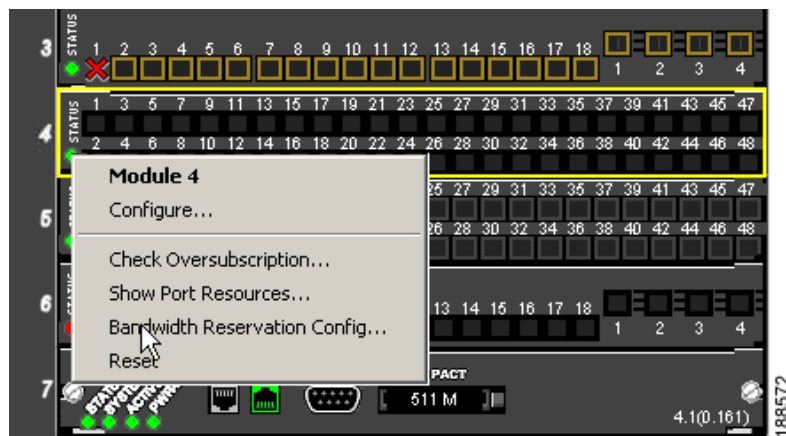 3
STATUS
1 2 3 4 5 6 7 8 9 10 11 12 13 14 15 16 17 18
1 2 3 4
4
STATUS
1 3 5 7 9 11 13 15 17 19 21 23 25 27 29 31 33 35 37 39 41 43 45 47
2 4 6 8 10 12 14 16 18 20 22 24 26 28 30 32 34 36 38 40 42 44 46 48
Module 4
Configure...
Check Oversubscription...
Show Port Resources...
Bandwidth Reservation Config...
Reset
5
25 27 29 31 33 35 37 39 41 43 45 47
26 28 30 32 34 36 38 40 42 44 46 48
6
13 14 15 16 17 18
1 2 3 4
7
STATUS
SYSTEM
ACTIVE
PWR
PACT
511 M
4.1(0.161)
188572